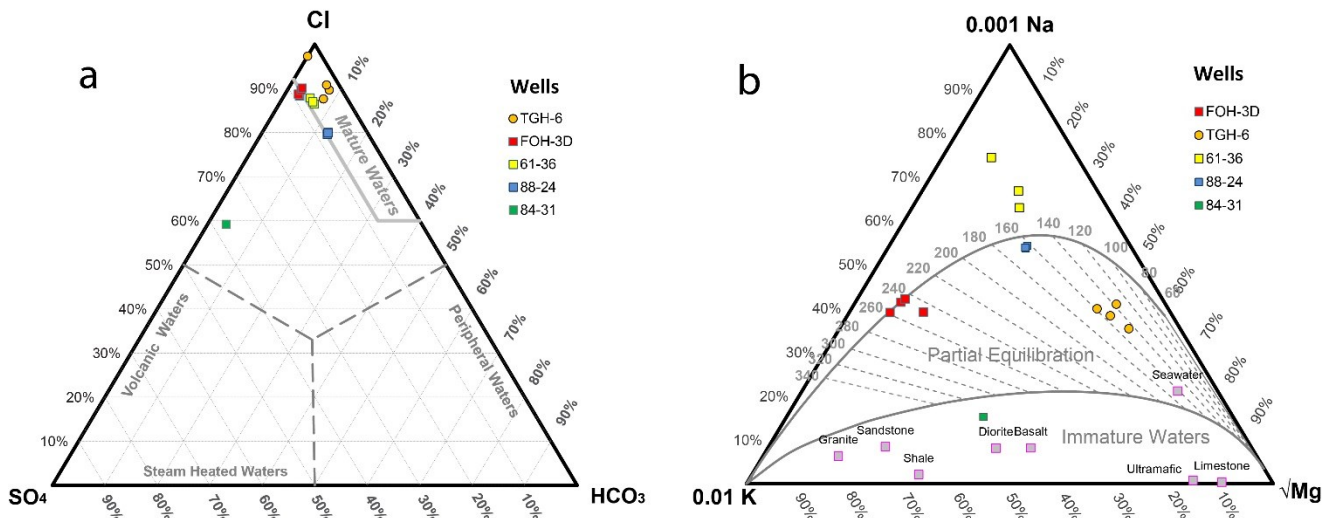 a
Cl
Wells
TGH-6
FOH-3D
61-36
88-24
84-31
90%
80%
70%
60%
50%
40%
30%
20%
10%
10%
20%
30%
40%
50%
60%
70%
80%
90%
Mature Waters
Volcanic Waters
Peripheral Waters
Steam Heated Waters
SO₄
HCO₃
90%
80%
70%
60%
50%
40%
30%
20%
10%
b
0.001 Na
Wells
FOH-3D
TGH-6
61-36
88-24
84-31
90%
80%
70%
60%
50%
40%
30%
20%
10%
10%
20%
30%
40%
50%
60%
70%
80%
90%
340
320
300
280
260
240
220
200
180
160
140
120
100
80
60
Partial Equilibration
Immature Waters
Seawater
Granite
Sandstone
Shale
Diorite
Basalt
Ultramafic
Limestone
0.01 K
√Mg
90%
80%
70%
60%
50%
40%
30%
20%
10%